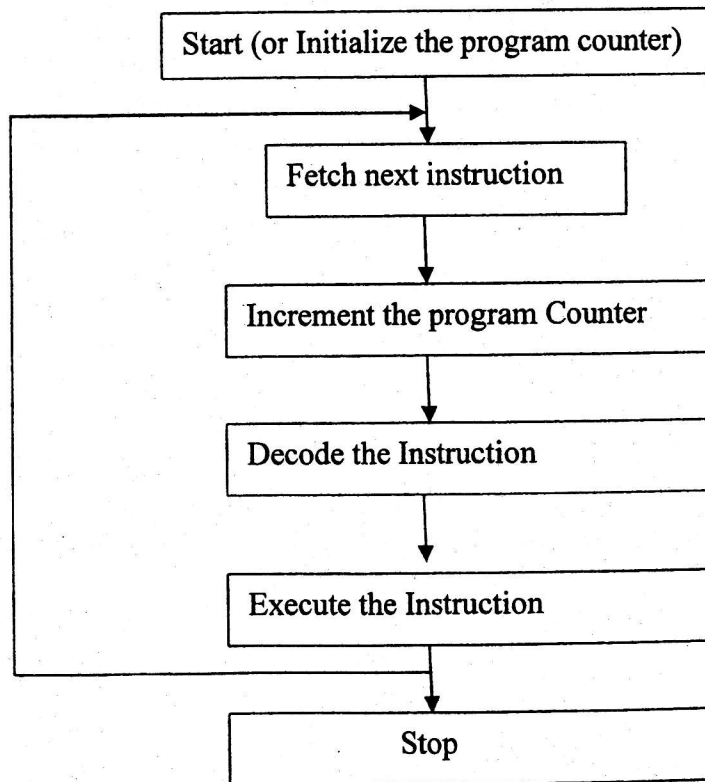 Start (or Initialize the program counter)
Fetch next instruction
Increment the program Counter
Decode the Instruction
Execute the Instruction
Stop